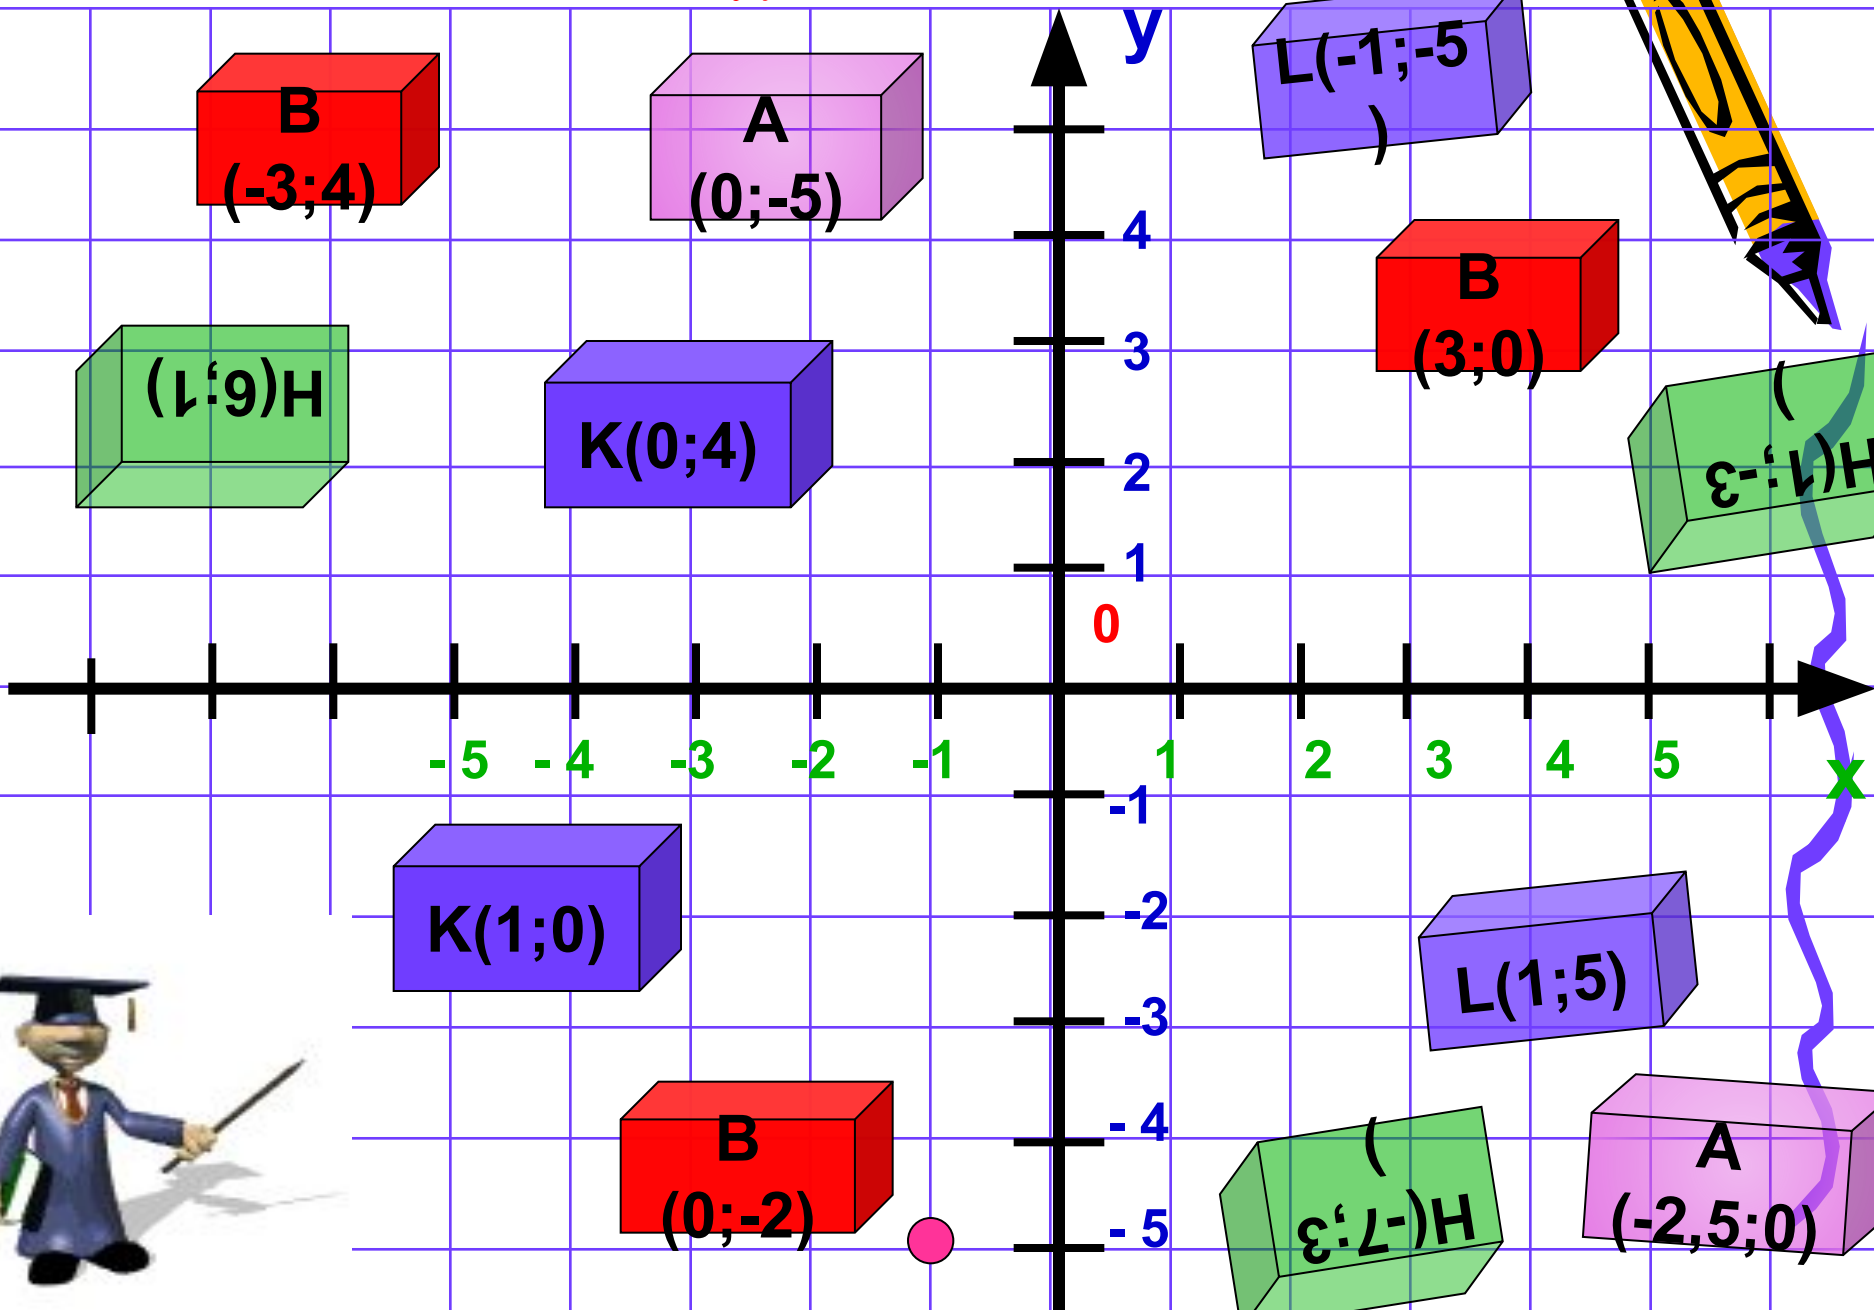 y
L(-1;-5
)
B
(-3;4)
A
(0;-5)
4
B
(3;0)
3
H(6;1)
K(0;4)
2
H(1;-3
)
1
0
- 5
- 4
-3
-2
-1
1
2
3
4
5
x
-1
K(1;0)
-2
L(1;5)
-3
- 4
B
(0;-2)
H(-7;3
)
A
(-2,5;0)
- 5